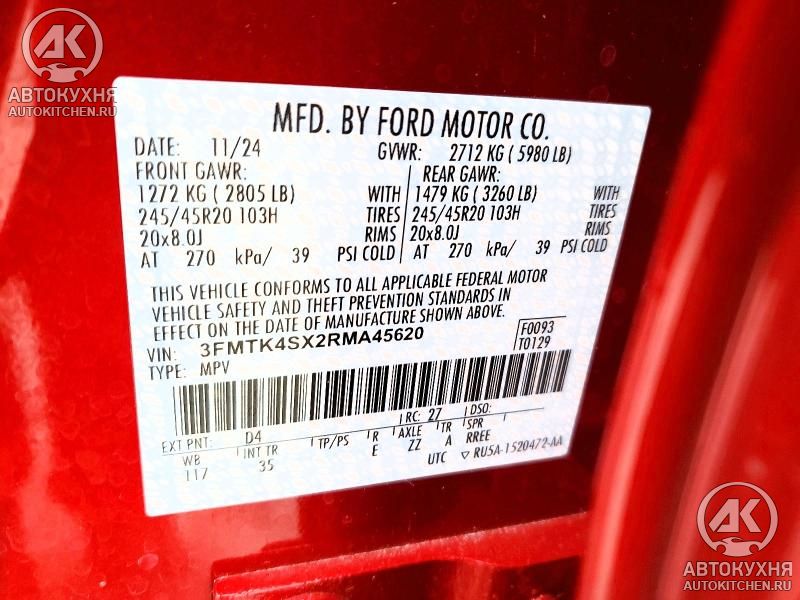 АК
АВТОКУХНЯ
AUTOKITCHEN.RU
MFD. BY FORD MOTOR CO.
DATE: 11/24 GVWR: 2712 KG ( 5980 LB)
FRONT GAWR: REAR GAWR:
1272 KG ( 2805 LB) WITH 1479 KG ( 3260 LB) WITH
245/45R20 103H TIRES 245/45R20 103H TIRES
20x8.0J RIMS 20x8.0J RIMS
AT 270 kPa/ 39 PSI COLD AT 270 kPa/ 39 PSI COLD
THIS VEHICLE CONFORMS TO ALL APPLICABLE FEDERAL MOTOR
VEHICLE SAFETY AND THEFT PREVENTION STANDARDS IN
EFFECT ON THE DATE OF MANUFACTURE SHOWN ABOVE.
VIN: 3FMTK4SX2RMA45620 F0093
TYPE: MPV T0129
EXT PNT: D4 RC: 27 DSO:
WB INT TR TP/PS R AXLE TR SPR
117 35 E ZZ A RREE
UTC ▽ RU5A-1520472-AA
АК
АВТОКУХНЯ
AUTOKITCHEN.RU